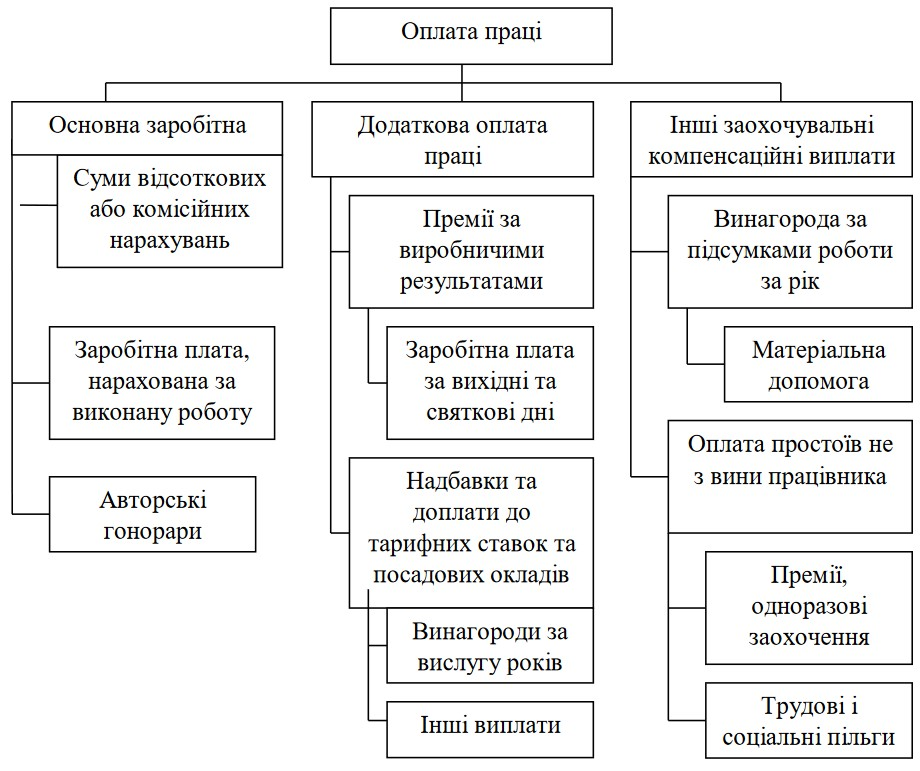 Оплата праці
Основна заробітна
Суми відсоткових
або комісійних
нарахувань
Заробітна плата,
нарахована за
виконану роботу
Авторські
гонорари
Додаткова оплата
праці
Премії за
виробничими
результатами
Заробітна плата
за вихідні та
святкові дні
Надбавки та
доплати до
тарифних ставок та
посадових окладів
Винагороди за
вислугу років
Інші виплати
Інші заохочувальні
компенсаційні виплати
Винагорода за
підсумками роботи
за рік
Матеріальна
допомога
Оплата простоїв не
з вини працівника
Премії,
одноразові
заохочення
Трудові і
соціальні пільги